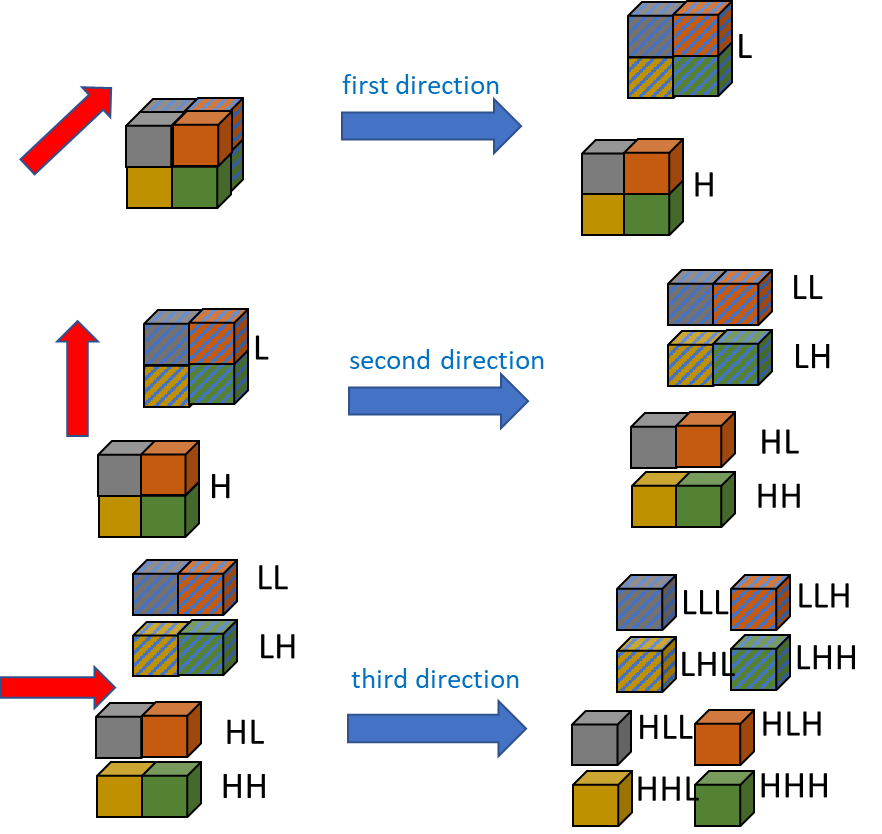 first direction
L
H
second direction
L
H
LL
LH
HL
HH
third direction
LL
LH
HL
HH
LLL
LLH
LHL
LHH
HLL
HLH
HHL
HHH